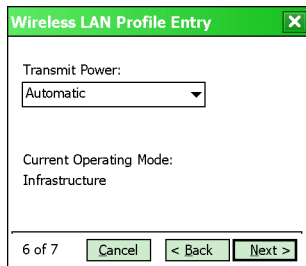 Wireless LAN Profile Entry X
Transmit Power:
Automatic
Current Operating Mode:
Infrastructure
6 of 7 Cancel < Back Next >